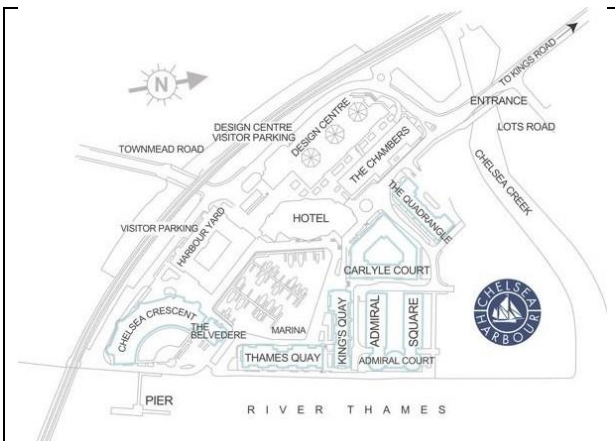 N
TO KINGS ROAD
ENTRANCE
LOTS ROAD
DESIGN CENTRE
DESIGN CENTRE
VISITOR PARKING
TOWNMEAD ROAD
THE CHAMBERS
CHELSEA CREEK
THE QUADRANGLE
HOTEL
VISITOR PARKING
HARBOUR YARD
CARLYLE COURT
CHELSEA
HARBOUR
CHELSEA CRESCENT
THE
BELVEDERE
MARINA
KING'S QUAY
ADMIRAL
SQUARE
THAMES QUAY
ADMIRAL COURT
PIER
RIVER THAMES